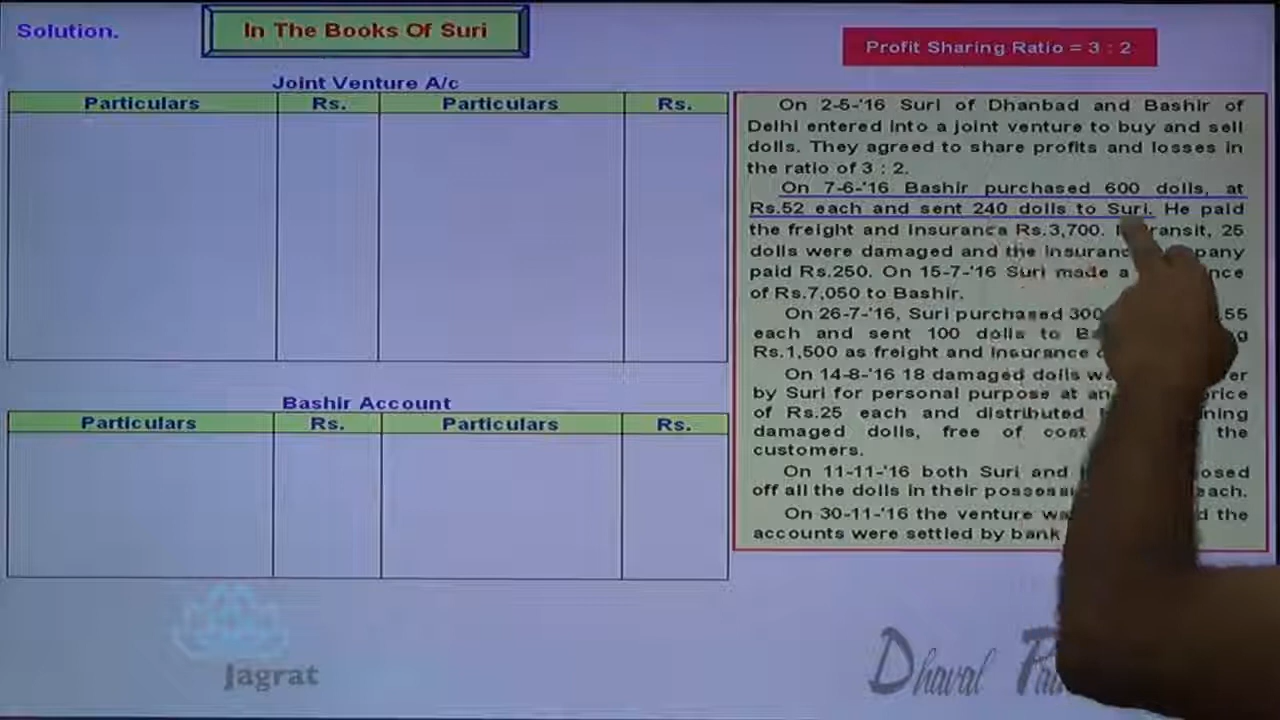 Solution.
In The Books Of Suri
Profit Sharing Ratio = 3 : 2
Joint Venture A/c
Particulars Rs. Particulars Rs.
On 2-5-'16 Suri of Dhanbad and Bashir of
Delhi entered into a joint venture to buy and sell
dolls. They agreed to share profits and losses in
the ratio of 3 : 2.
On 7-6-'16 Bashir purchased 600 dolls, at
Rs.52 each and sent 240 dolls to Suri. He paid
the freight and Insuranca Rs.3,700. 25
dolls were damaged and the
paid Rs.250. On 15-7-'16 Suri made a
of Rs.7,050 to Bashir.
On 26-7-'16, Suri purchased 300
each and sent 100 dolls to
Rs.1,500 as freight and insurance
On 14-8-'16 18 damaged dolls
by Suri for personal purpose at
of Rs.25 each and distributed
damaged dolls, free of cost the
customers.
On 11-11-'16 both Suri and
off all the dolls in their each.
On 30-11-'16 the venture the
accounts were settled by bank
Bashir Account
Particulars Rs. Particulars Rs.
Jagrat
Dhaval